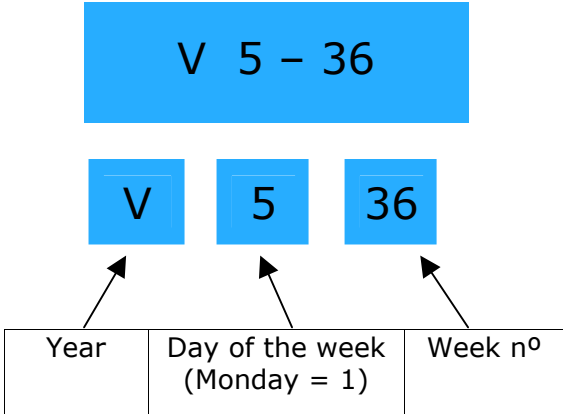 V 5 – 36
V 5 36
Year Day of the week Week nº
(Monday = 1)